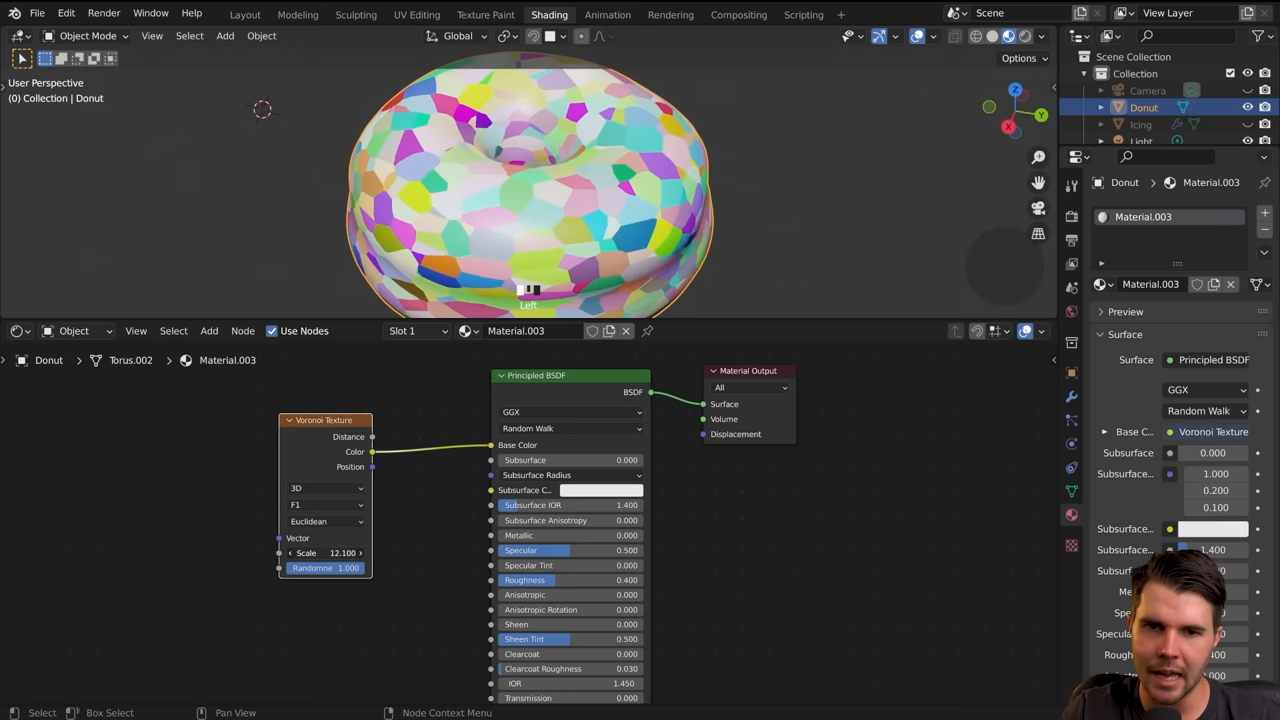 File Edit Render Window Help Layout Modeling Sculpting UV Editing Texture Paint Shading Animation Rendering Compositing Scripting + Scene View Layer
Object Mode View Select Add Object Global
Options
User Perspective
(0) Collection | Donut
Z
Y
X
Left
Scene Collection
Collection
Camera
Donut
Icing
Light
Donut > Material.003
Material.003
Material.003
Preview
Surface
Surface Principled BSDF
GGX
Random Walk
Base C... Voronoi Texture
Subsurface 0.000
Subsurface... 1.000
0.200
0.100
Subsurface...
Subsurface... 1.400
Object View Select Add Node Use Nodes Slot 1 Material.003
Donut > Torus.002 > Material.003
Voronoi Texture
Distance
Color
Position
3D
F1
Euclidean
Vector
Scale 12.100
Randomne 1.000
Principled BSDF
BSDF
GGX
Random Walk
Base Color
Subsurface 0.000
Subsurface Radius
Subsurface C...
Subsurface IOR 1.400
Subsurface Anisotropy 0.000
Metallic 0.000
Specular 0.500
Specular Tint 0.000
Roughness 0.400
Anisotropic 0.000
Anisotropic Rotation 0.000
Sheen 0.000
Sheen Tint 0.500
Clearcoat 0.000
Clearcoat Roughness 0.030
IOR 1.450
Transmission 0.000
Material Output
All
Surface
Volume
Displacement
Select Box Select Pan View Node Context Menu